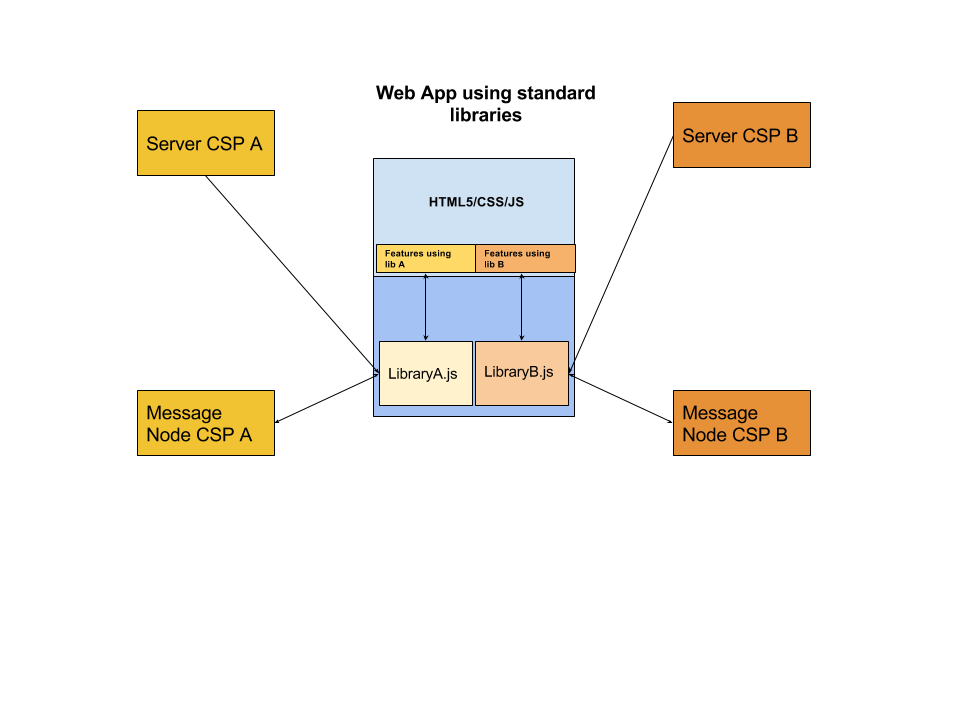 Web App using standard
libraries
Server CSP A
Server CSP B
HTML5/CSS/JS
Features using
lib A
Features using
lib B
LibraryA.js
LibraryB.js
Message
Node CSP A
Message
Node CSP B